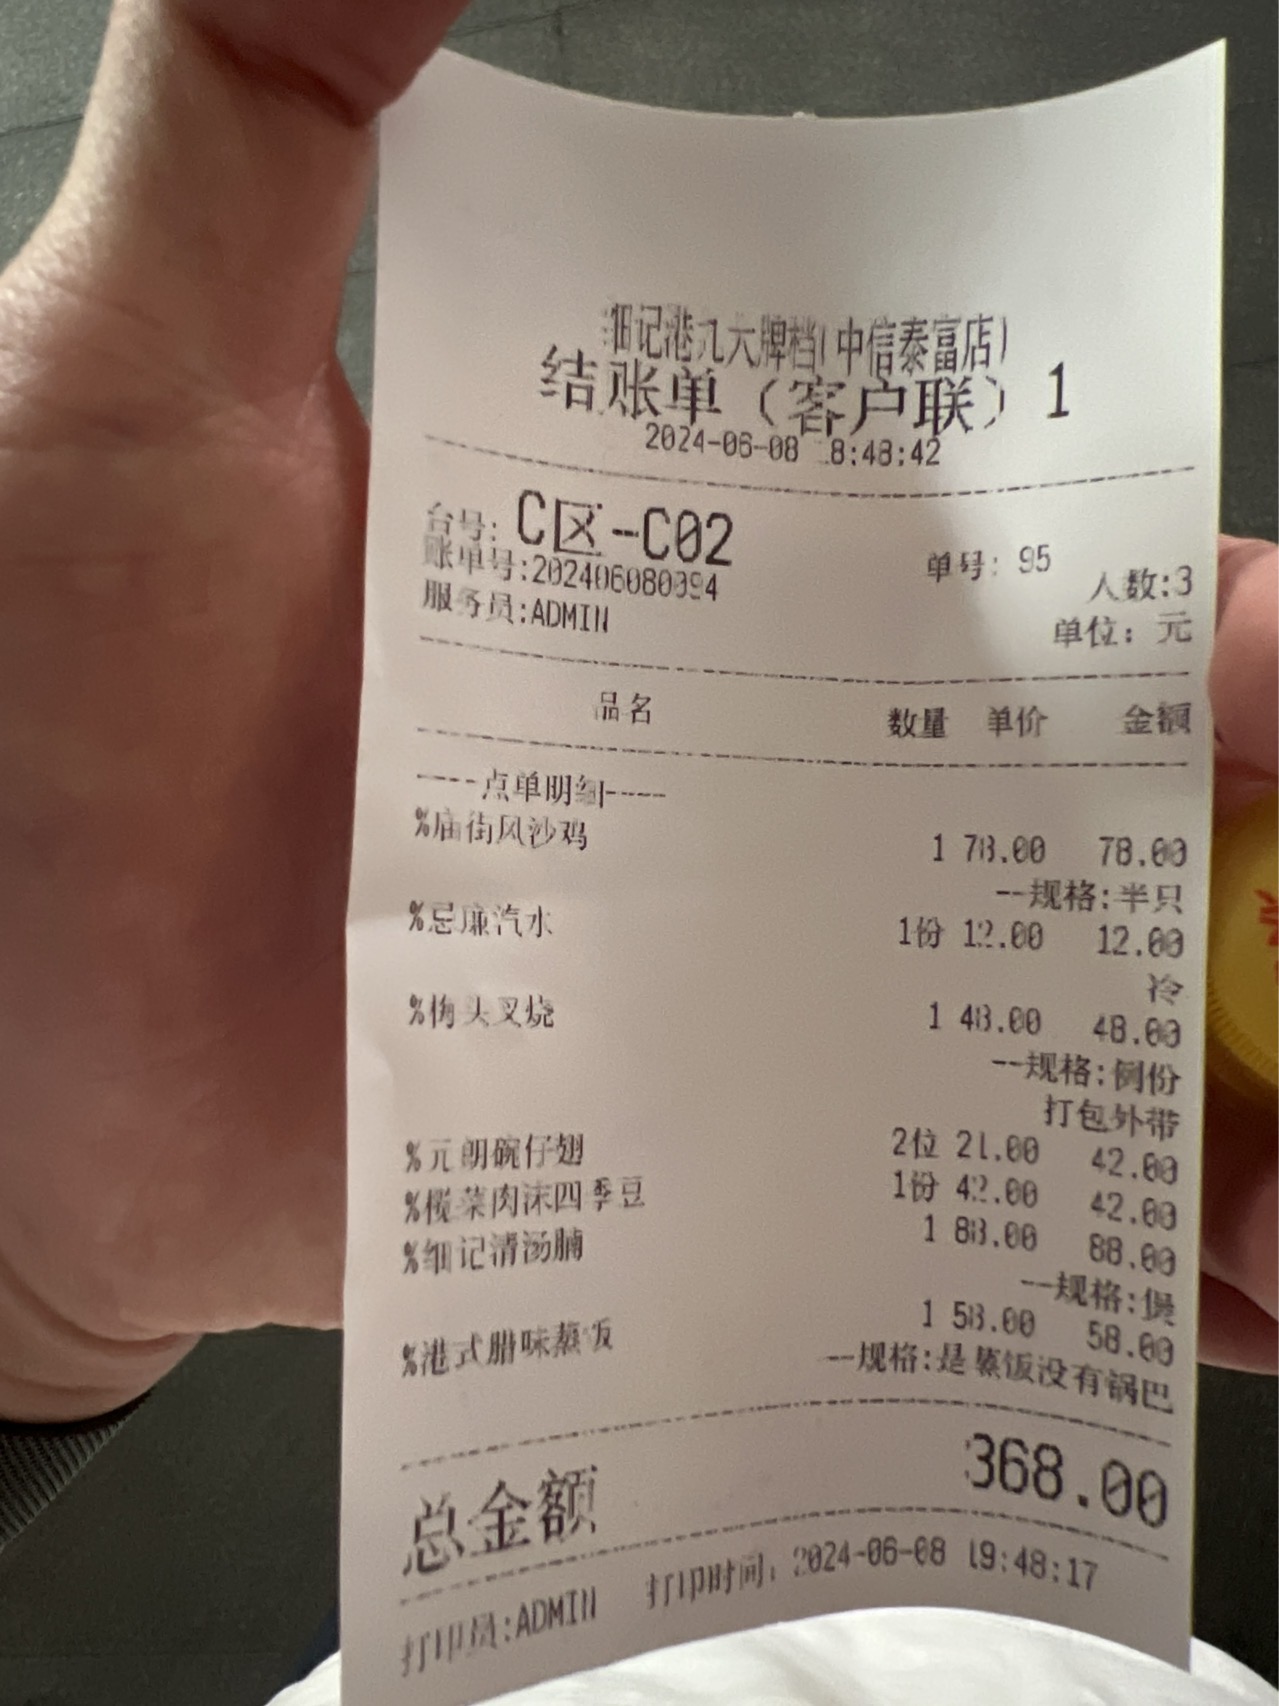 细记港九大牌档(中信泰富店)
结账单（客户联）1
2024-06-08 18:48:42
台号: C区-C02 单号: 95
账单号:202406080094 人数:3
服务员:ADMIN 单位: 元
品名 数量 单价 金额
----点单明细----
%庙街风沙鸡 1 78.00 78.00
--规格:半只
%忌廉汽水 1份 12.00 12.00
冷
%梅头叉烧 1 48.00 48.00
--规格:例份
打包外带
%元朗碗仔翅 2位 21.00 42.00
%榄菜肉沫四季豆 1份 42.00 42.00
%细记清汤腩 1 88.00 88.00
--规格:煲
%港式腊味蒸饭 1 58.00 58.00
--规格:是蒸饭没有锅巴
总金额 368.00
打印员:ADMIN 打印时间: 2024-06-08 19:48:17